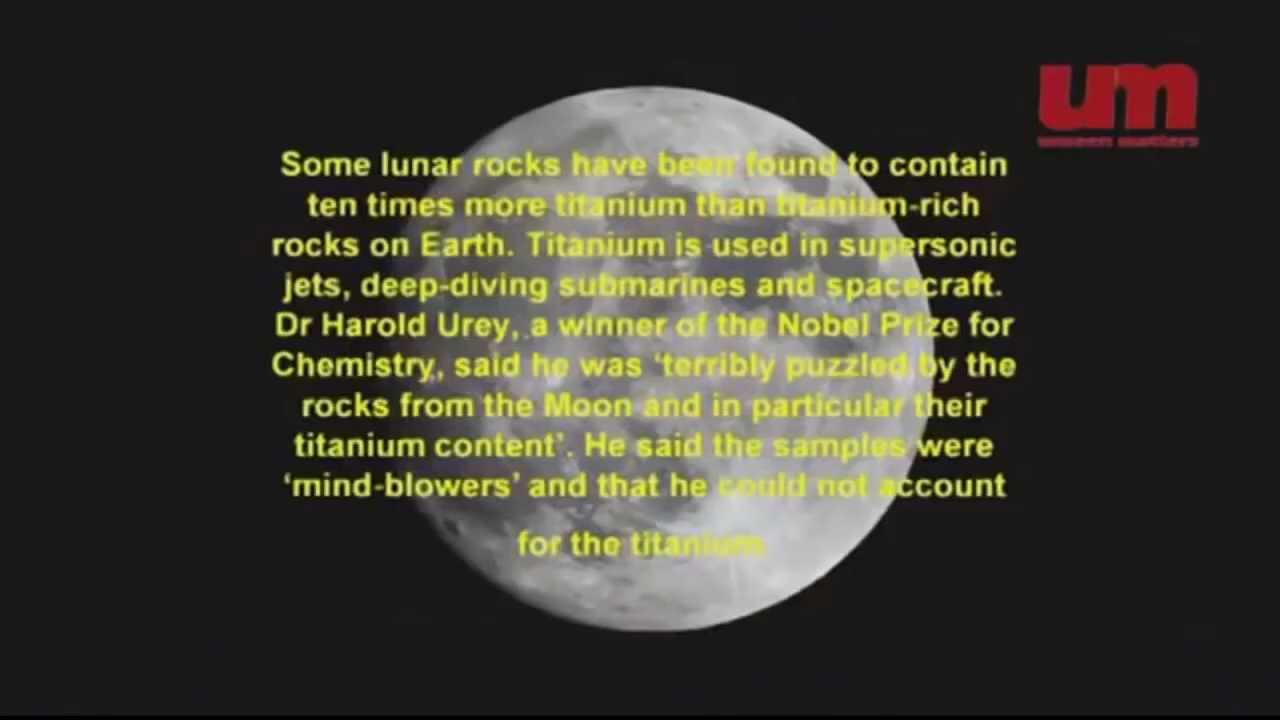 um
Some lunar rocks have been found to contain
ten times more titanium than titanium-rich
rocks on Earth. Titanium is used in supersonic
jets, deep-diving submarines and spacecraft.
Dr Harold Urey, a winner of the Nobel Prize for
Chemistry, said he was ‘terribly puzzled by the
rocks from the Moon and in particular their
titanium content’. He said the samples were
‘mind-blowers’ and that he could not account
for the titanium.